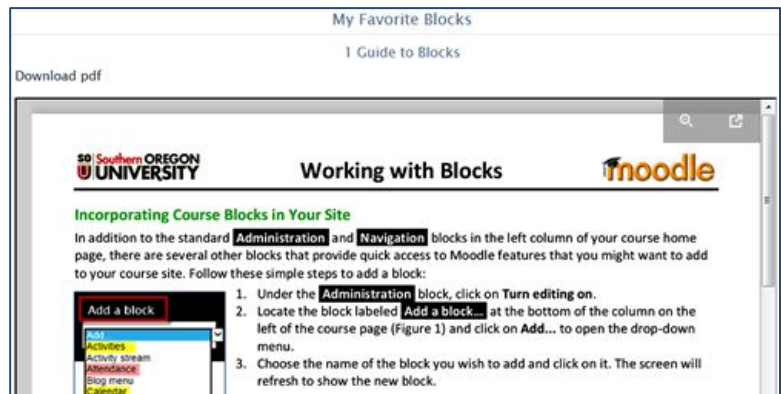 My Favorite Blocks
1 Guide to Blocks
Download pdf
SO Southern OREGON
U UNIVERSITY
Working with Blocks
moodle
Incorporating Course Blocks in Your Site
In addition to the standard Administration and Navigation blocks in the left column of your course home
page, there are several other blocks that provide quick access to Moodle features that you might want to add
to your course site. Follow these simple steps to add a block:
Add a block
Add
Activities
Activity stream
Attendance
Blog menu
Calendar
1. Under the Administration block, click on Turn editing on.
2. Locate the block labeled Add a block... at the bottom of the column on the
left of the course page (Figure 1) and click on Add... to open the drop-down
menu.
3. Choose the name of the block you wish to add and click on it. The screen will
refresh to show the new block.